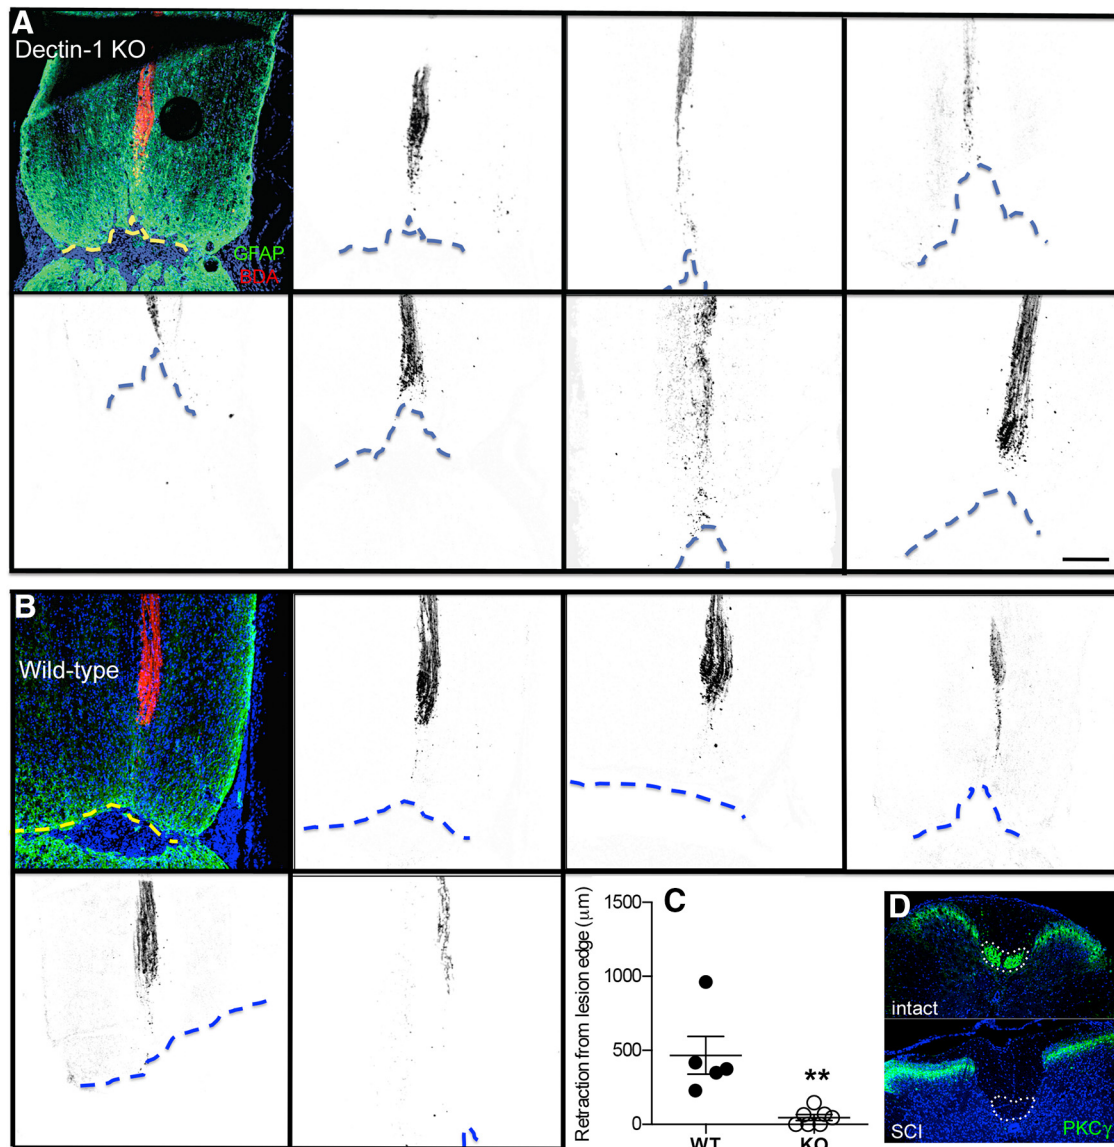 A
Dectin-1 KO
GFAP
BDA
B
Wild-type
C
Retraction from lesion edge (μm)
1500
1000
500
0
**
WT
KO
D
intact
SCI
PKCγ